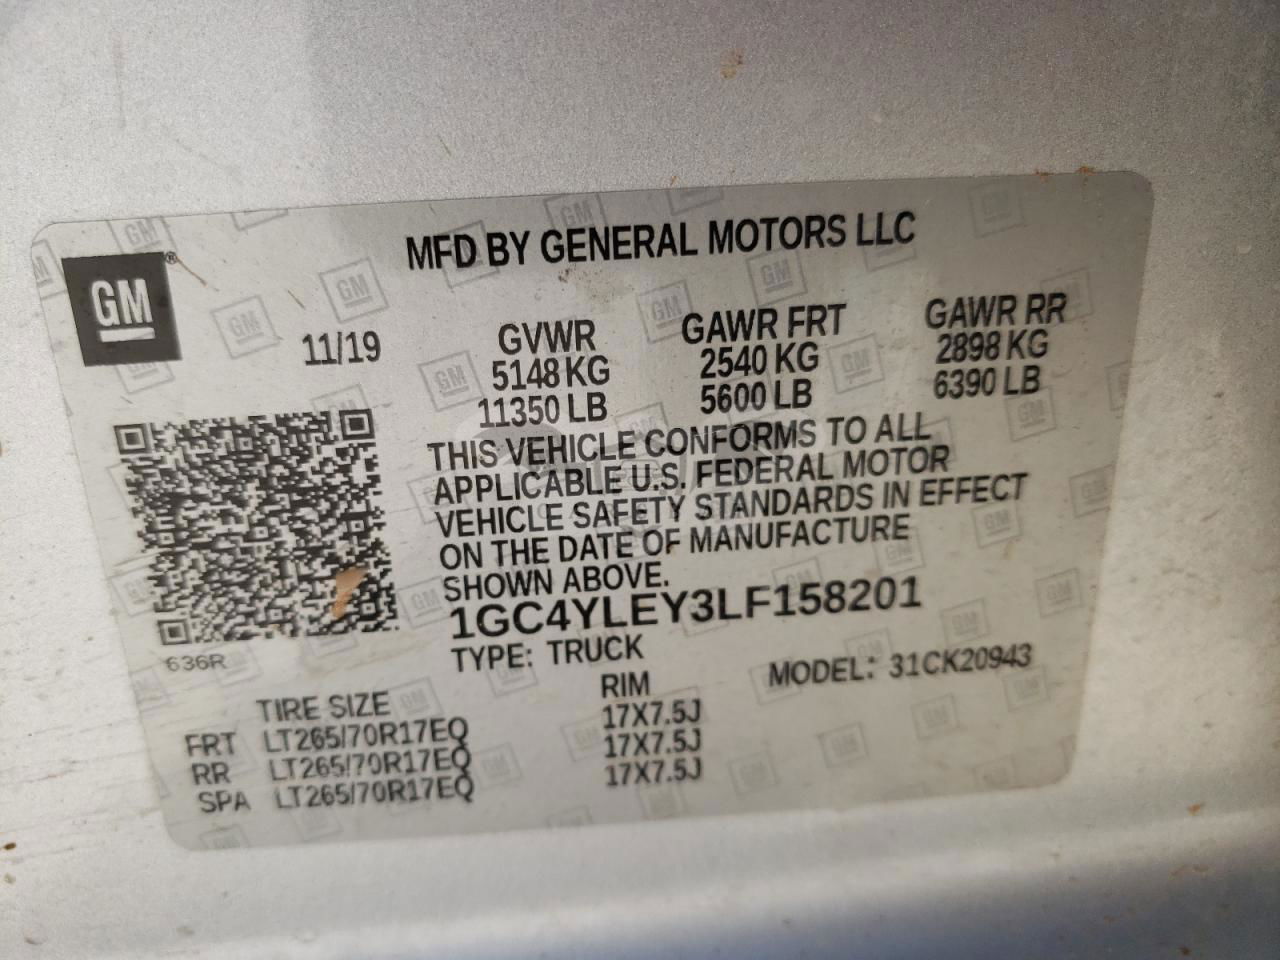 MFD BY GENERAL MOTORS LLC
GM
11/19
GVWR GAWR FRT GAWR RR
5148 KG 2540 KG 2898 KG
11350 LB 5600 LB 6390 LB
THIS VEHICLE CONFORMS TO ALL
APPLICABLE U.S. FEDERAL MOTOR
VEHICLE SAFETY STANDARDS IN EFFECT
ON THE DATE OF MANUFACTURE
SHOWN ABOVE.
1GC4YLEY3LF158201
636R
TYPE: TRUCK MODEL: 31CK20943
TIRE SIZE RIM
FRT LT265/70R17EQ 17X7.5J
RR LT265/70R17EQ 17X7.5J
SPA LT265/70R17EQ 17X7.5J